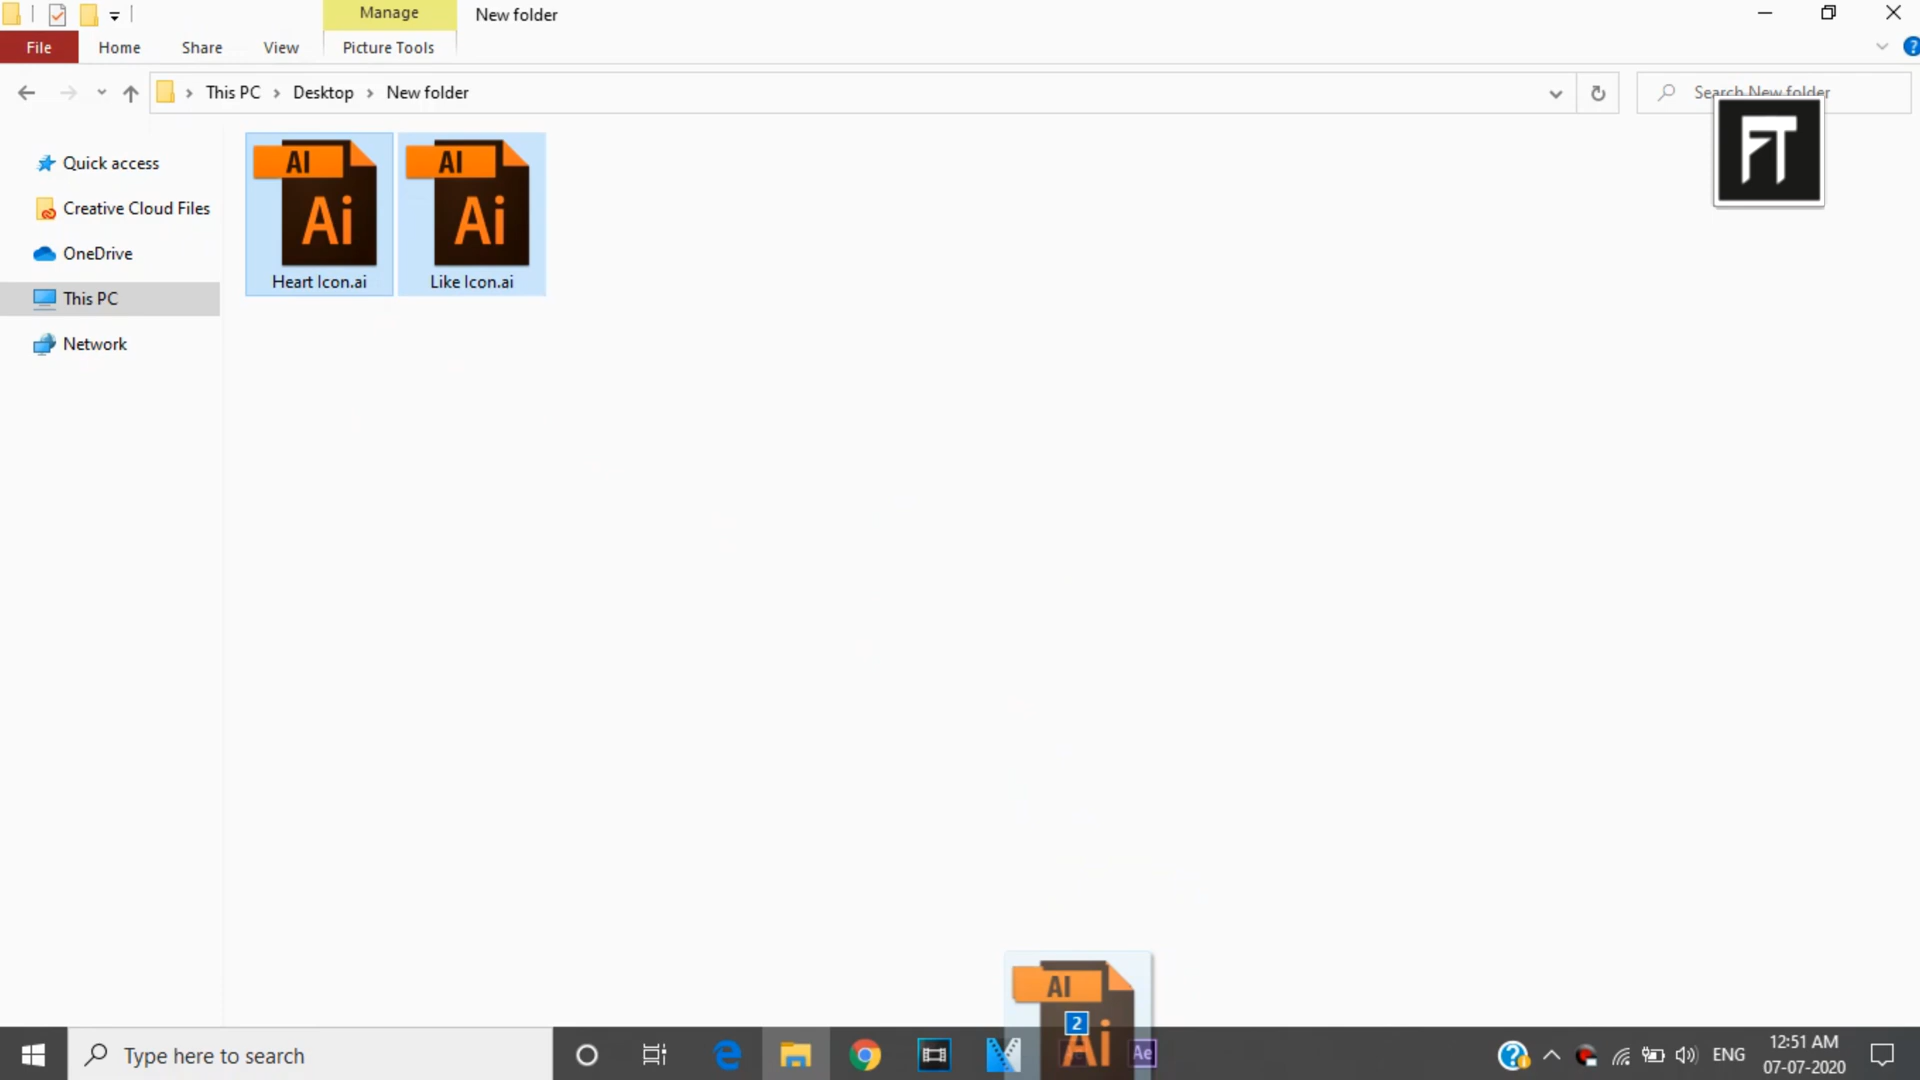 Manage
New folder
File
Home
Share
View
Picture Tools
This PC
Desktop
New folder
Search New folder
FT
Quick access
Creative Cloud Files
OneDrive
This PC
Network
AI
Ai
Heart Icon.ai
AI
Ai
Like Icon.ai
AI
2
Ai
Ae
Type here to search
ENG
12:51 AM
07-07-2020